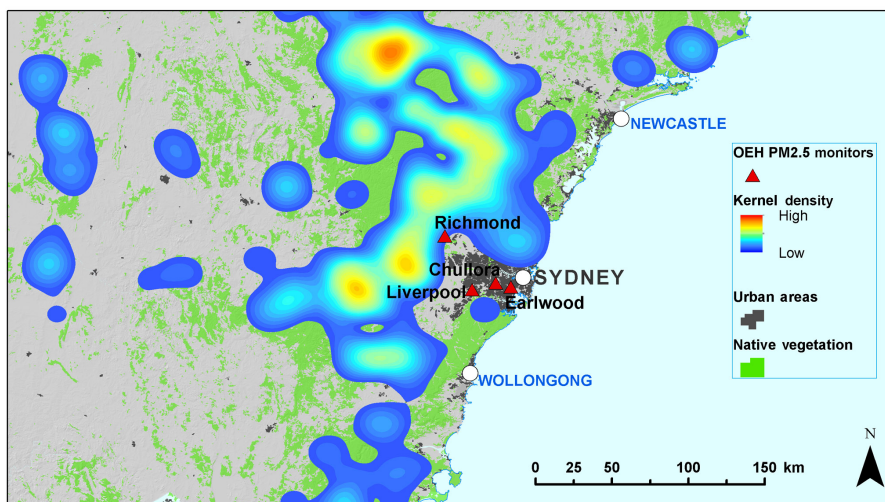 NEWCASTLE
OEH PM2.5 monitors
Kernel density
High
Low
Richmond
Chullora
SYDNEY
Liverpool
Earlwood
Urban areas
Native vegetation
WOLLONGONG
N
0 25 50 100 150 km